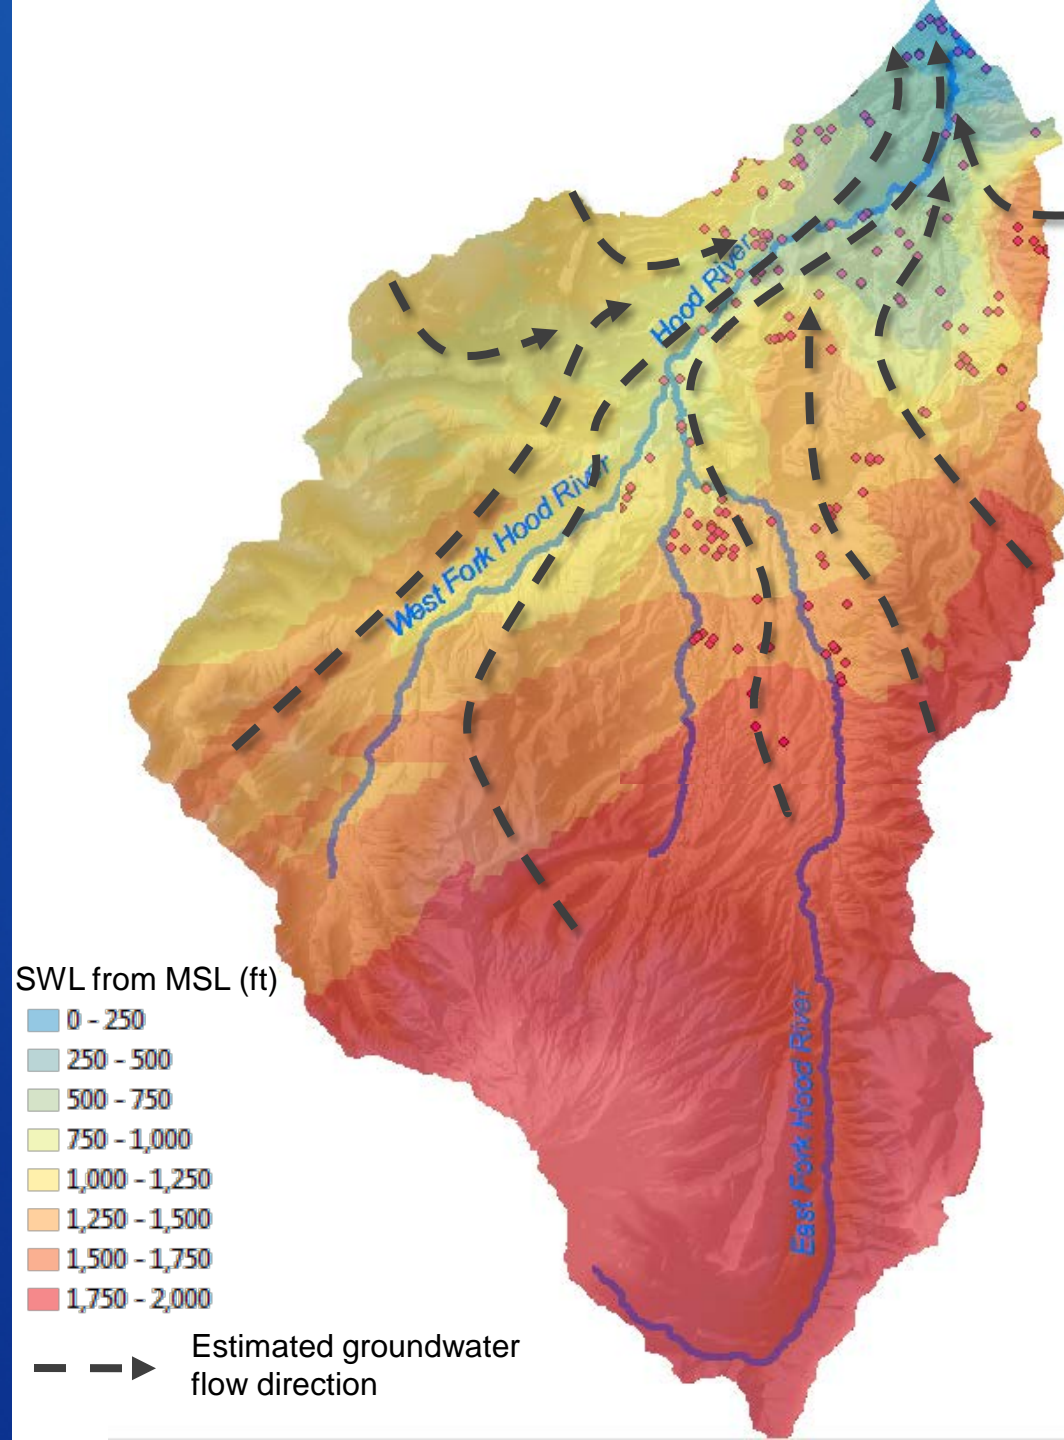 Hood River
West Fork Hood River
East Fork Hood River
SWL from MSL (ft)
0 - 250
250 - 500
500 - 750
750 - 1,000
1,000 - 1,250
1,250 - 1,500
1,500 - 1,750
1,750 - 2,000
Estimated groundwater
flow direction